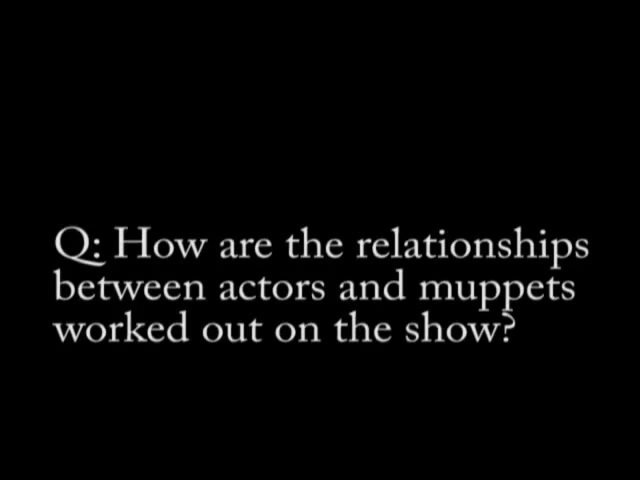 Q: How are the relationships
between actors and muppets
worked out on the show?